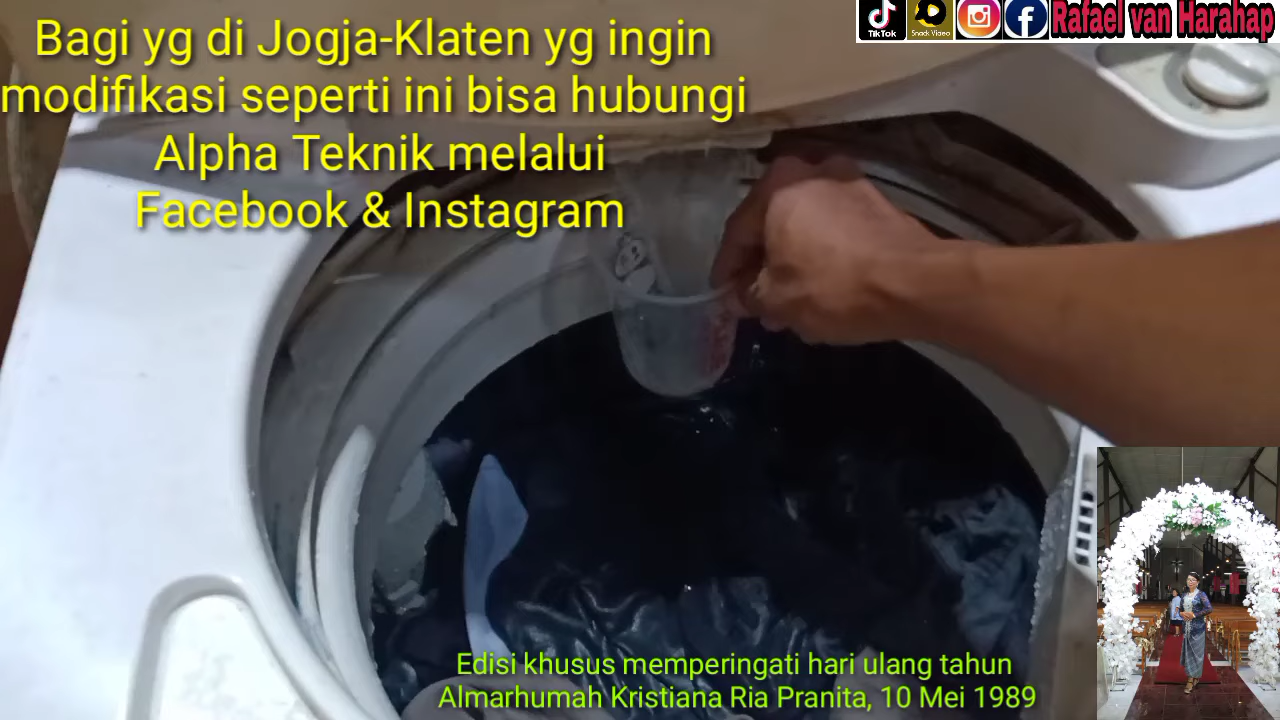 Bagi yg di Jogja-Klaten yg ingin
modifikasi seperti ini bisa hubungi
Alpha Teknik melalui
Facebook & Instagram
TikTok
Snack Video
Rafael van Harahap
Edisi khusus memperingati hari ulang tahun
Almarhumah Kristiana Ria Pranita, 10 Mei 1989